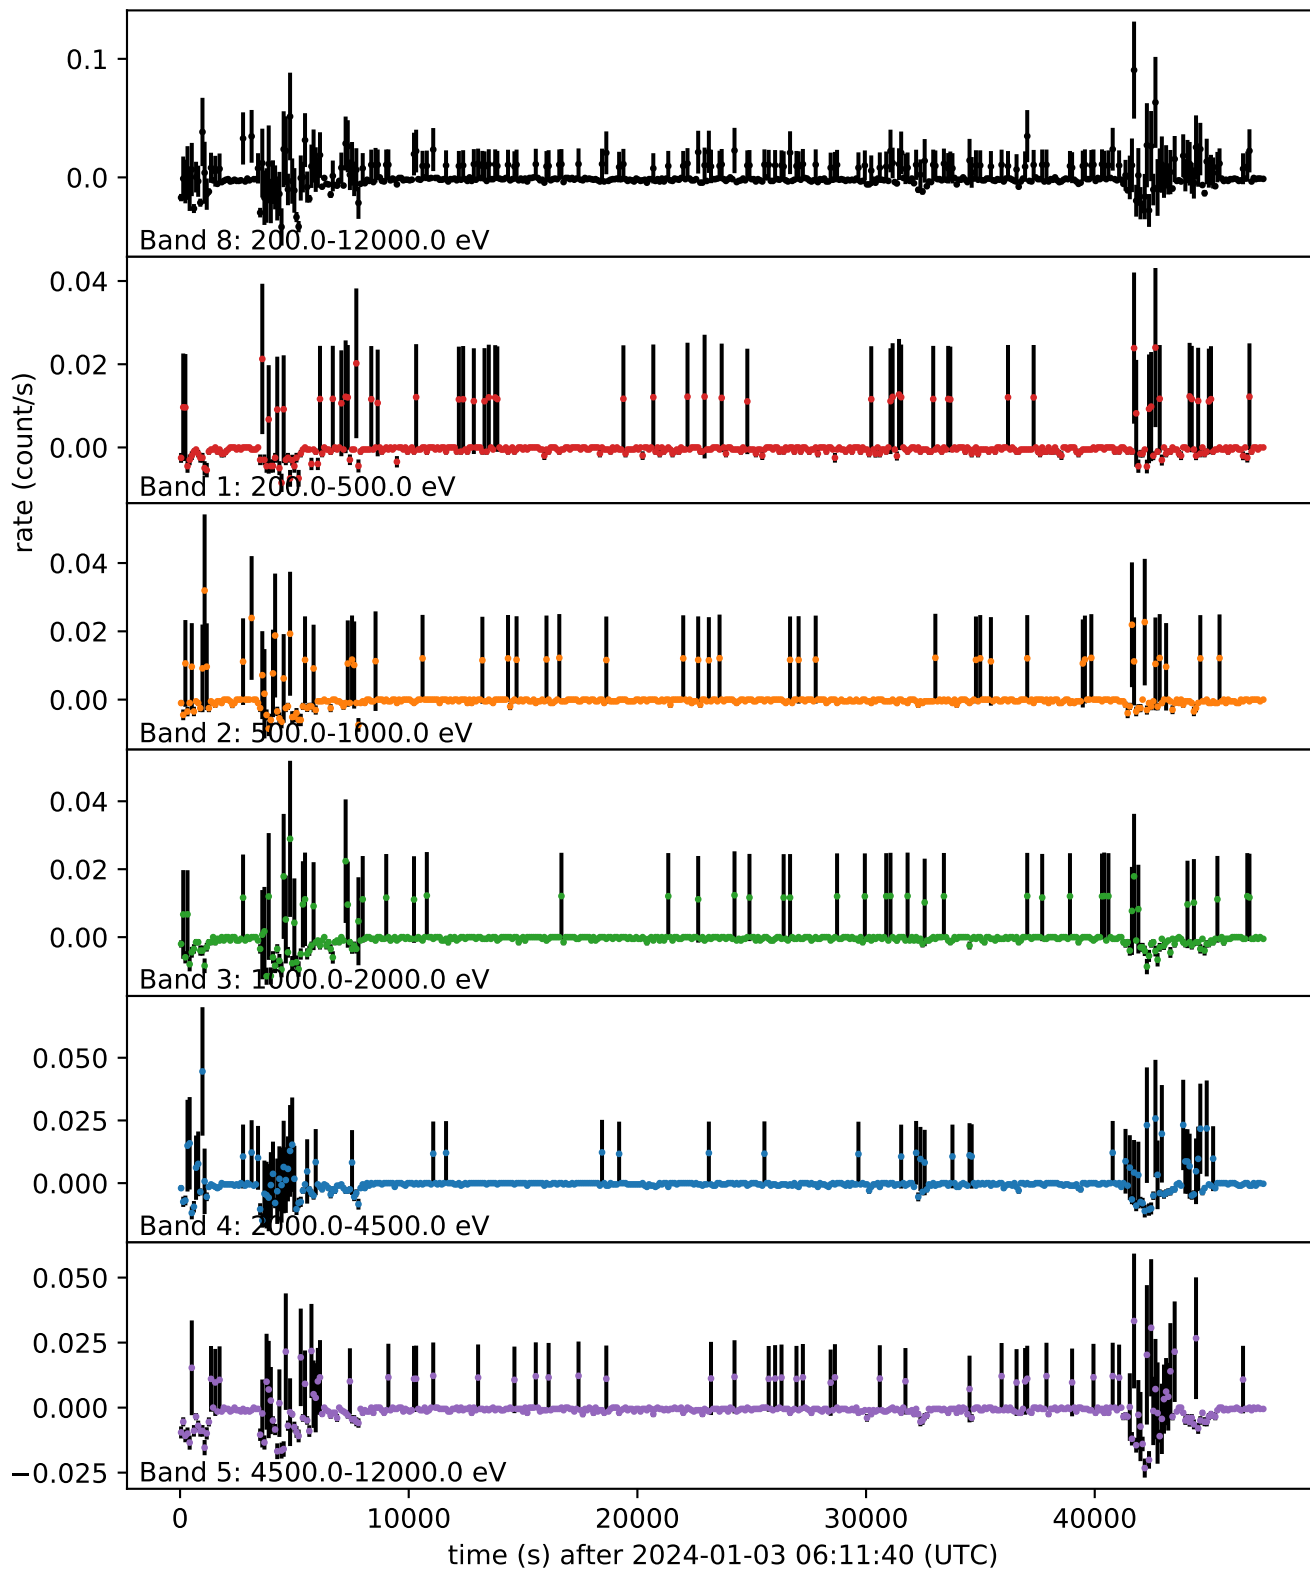 0.1
0.0
Band 8: 200.0-12000.0 eV
0.04
0.02
0.00
Band 1: 200.0-500.0 eV
rate (count/s)
0.04
0.02
0.00
Band 2: 500.0-1000.0 eV
0.04
0.02
0.00
Band 3: 1000.0-2000.0 eV
0.050
0.025
0.000
Band 4: 2000.0-4500.0 eV
0.050
0.025
0.000
−0.025
Band 5: 4500.0-12000.0 eV
0 10000 20000 30000 40000
time (s) after 2024-01-03 06:11:40 (UTC)